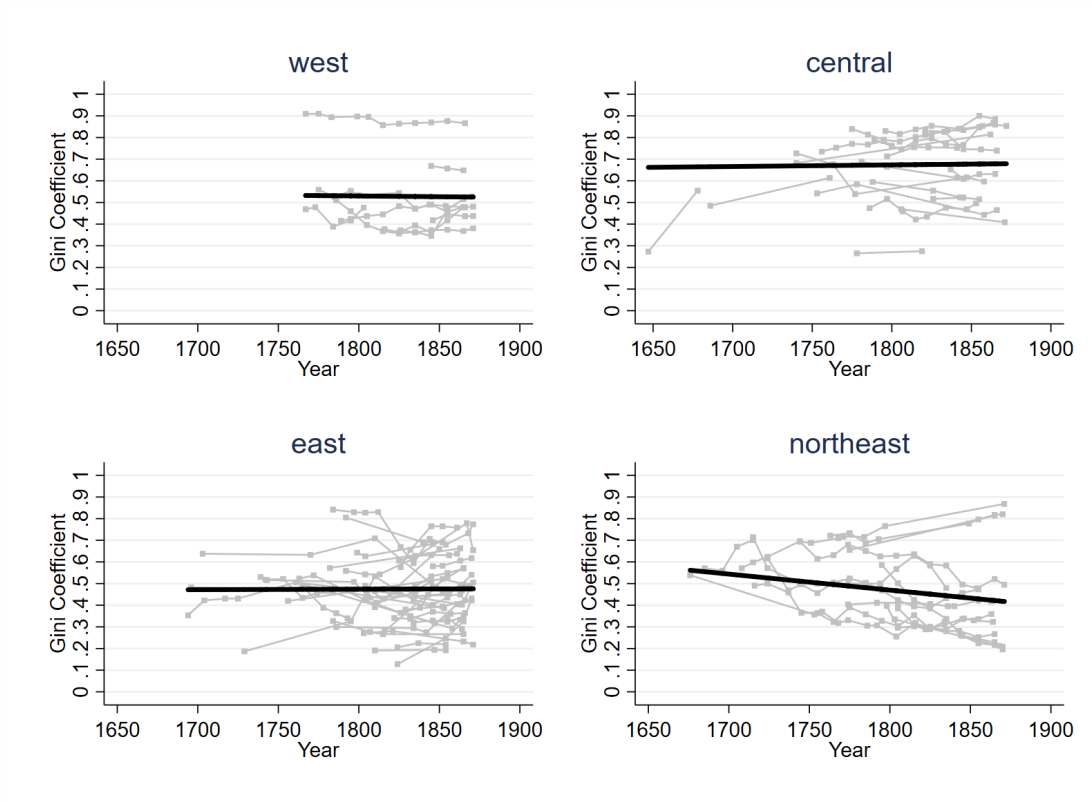 west
Gini Coefficient
0 .1 .2 .3 .4 .5 .6 .7 .8 .9 1
1650 1700 1750 1800 1850 1900
Year
central
Gini Coefficient
0 .1 .2 .3 .4 .5 .6 .7 .8 .9 1
1650 1700 1750 1800 1850 1900
Year
east
Gini Coefficient
0 .1 .2 .3 .4 .5 .6 .7 .8 .9 1
1650 1700 1750 1800 1850 1900
Year
northeast
Gini Coefficient
0 .1 .2 .3 .4 .5 .6 .7 .8 .9 1
1650 1700 1750 1800 1850 1900
Year